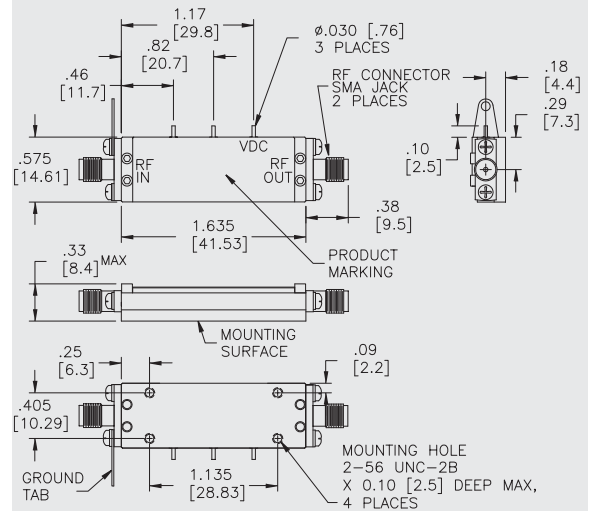 1.17
[29.8]
.82
[20.7]
.46
[11.7]
ø.030 [.76]
3 PLACES
RF CONNECTOR
SMA JACK
2 PLACES
.18
[4.4]
.29
[7.3]
.10
[2.5]
VDC
RF
IN
RF
OUT
.575
[14.61]
.38
[9.5]
1.635
[41.53]
PRODUCT
MARKING
.33
[8.4] MAX
MOUNTING
SURFACE
.25
[6.3]
.09
[2.2]
.405
[10.29]
GROUND
TAB
1.135
[28.83]
MOUNTING HOLE
2-56 UNC-2B
X 0.10 [2.5] DEEP MAX,
4 PLACES